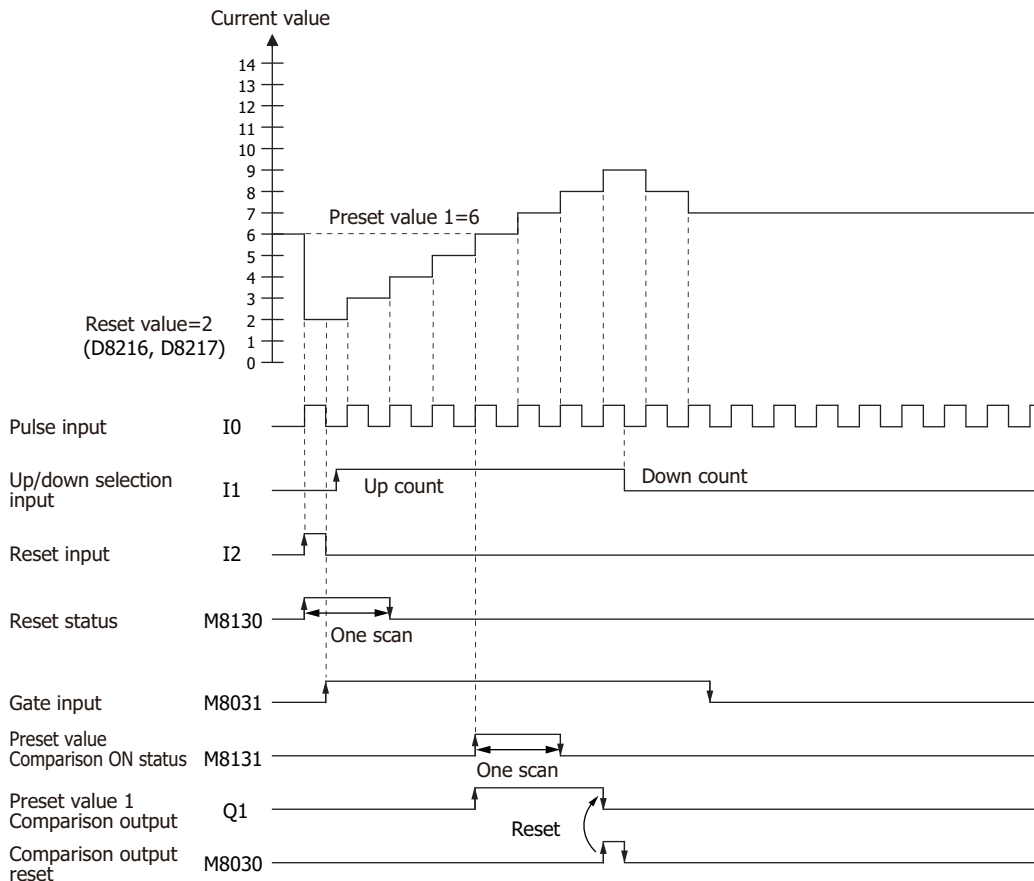 Current value
14
13
12
11
10
9
8
7
6
5
4
3
2
1
0
Preset value 1=6
Reset value=2
(D8216, D8217)
Pulse input I0
Up/down selection
input I1
Up count
Down count
Reset input I2
Reset status M8130
One scan
Gate input M8031
Preset value
Comparison ON status M8131
One scan
Preset value 1
Comparison output Q1
Reset
Comparison output
reset M8030